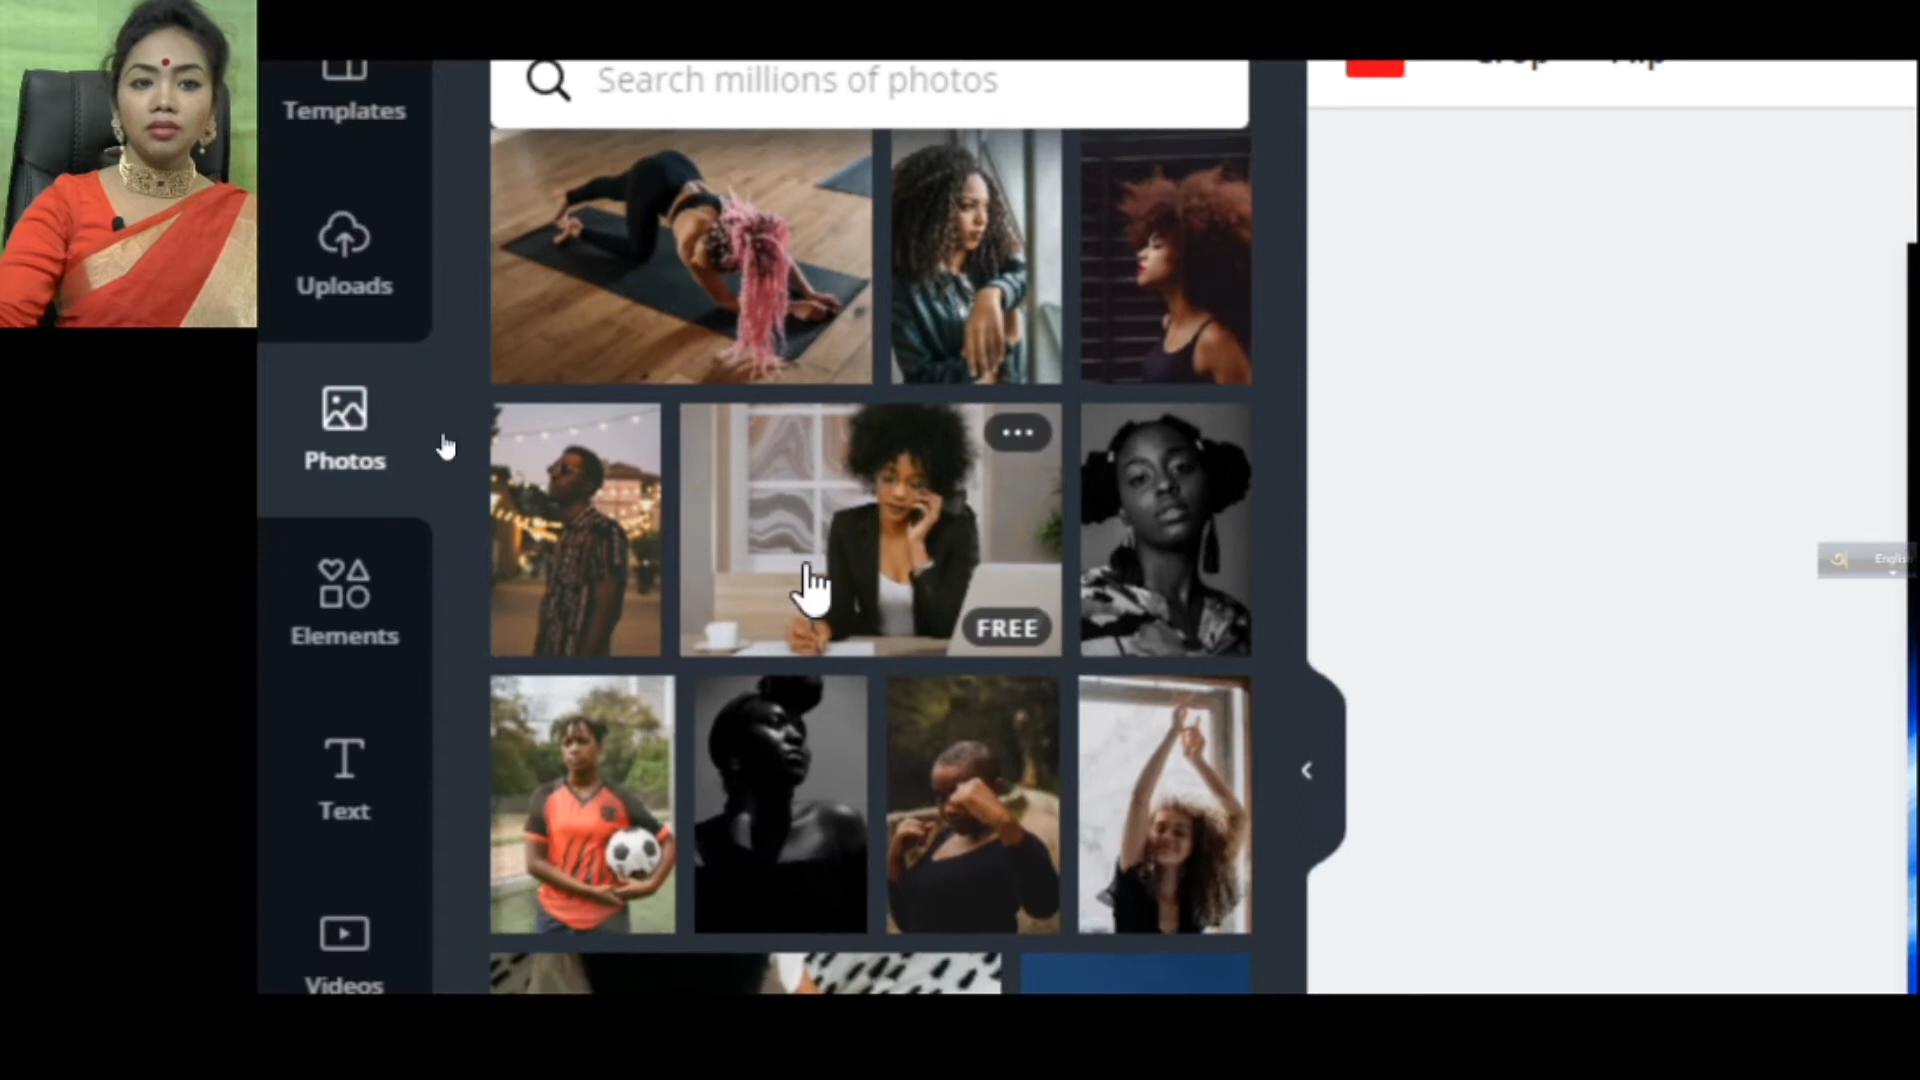 Templates
Search millions of photos
Uploads
Photos
•••
FREE
Elements
Text
Videos